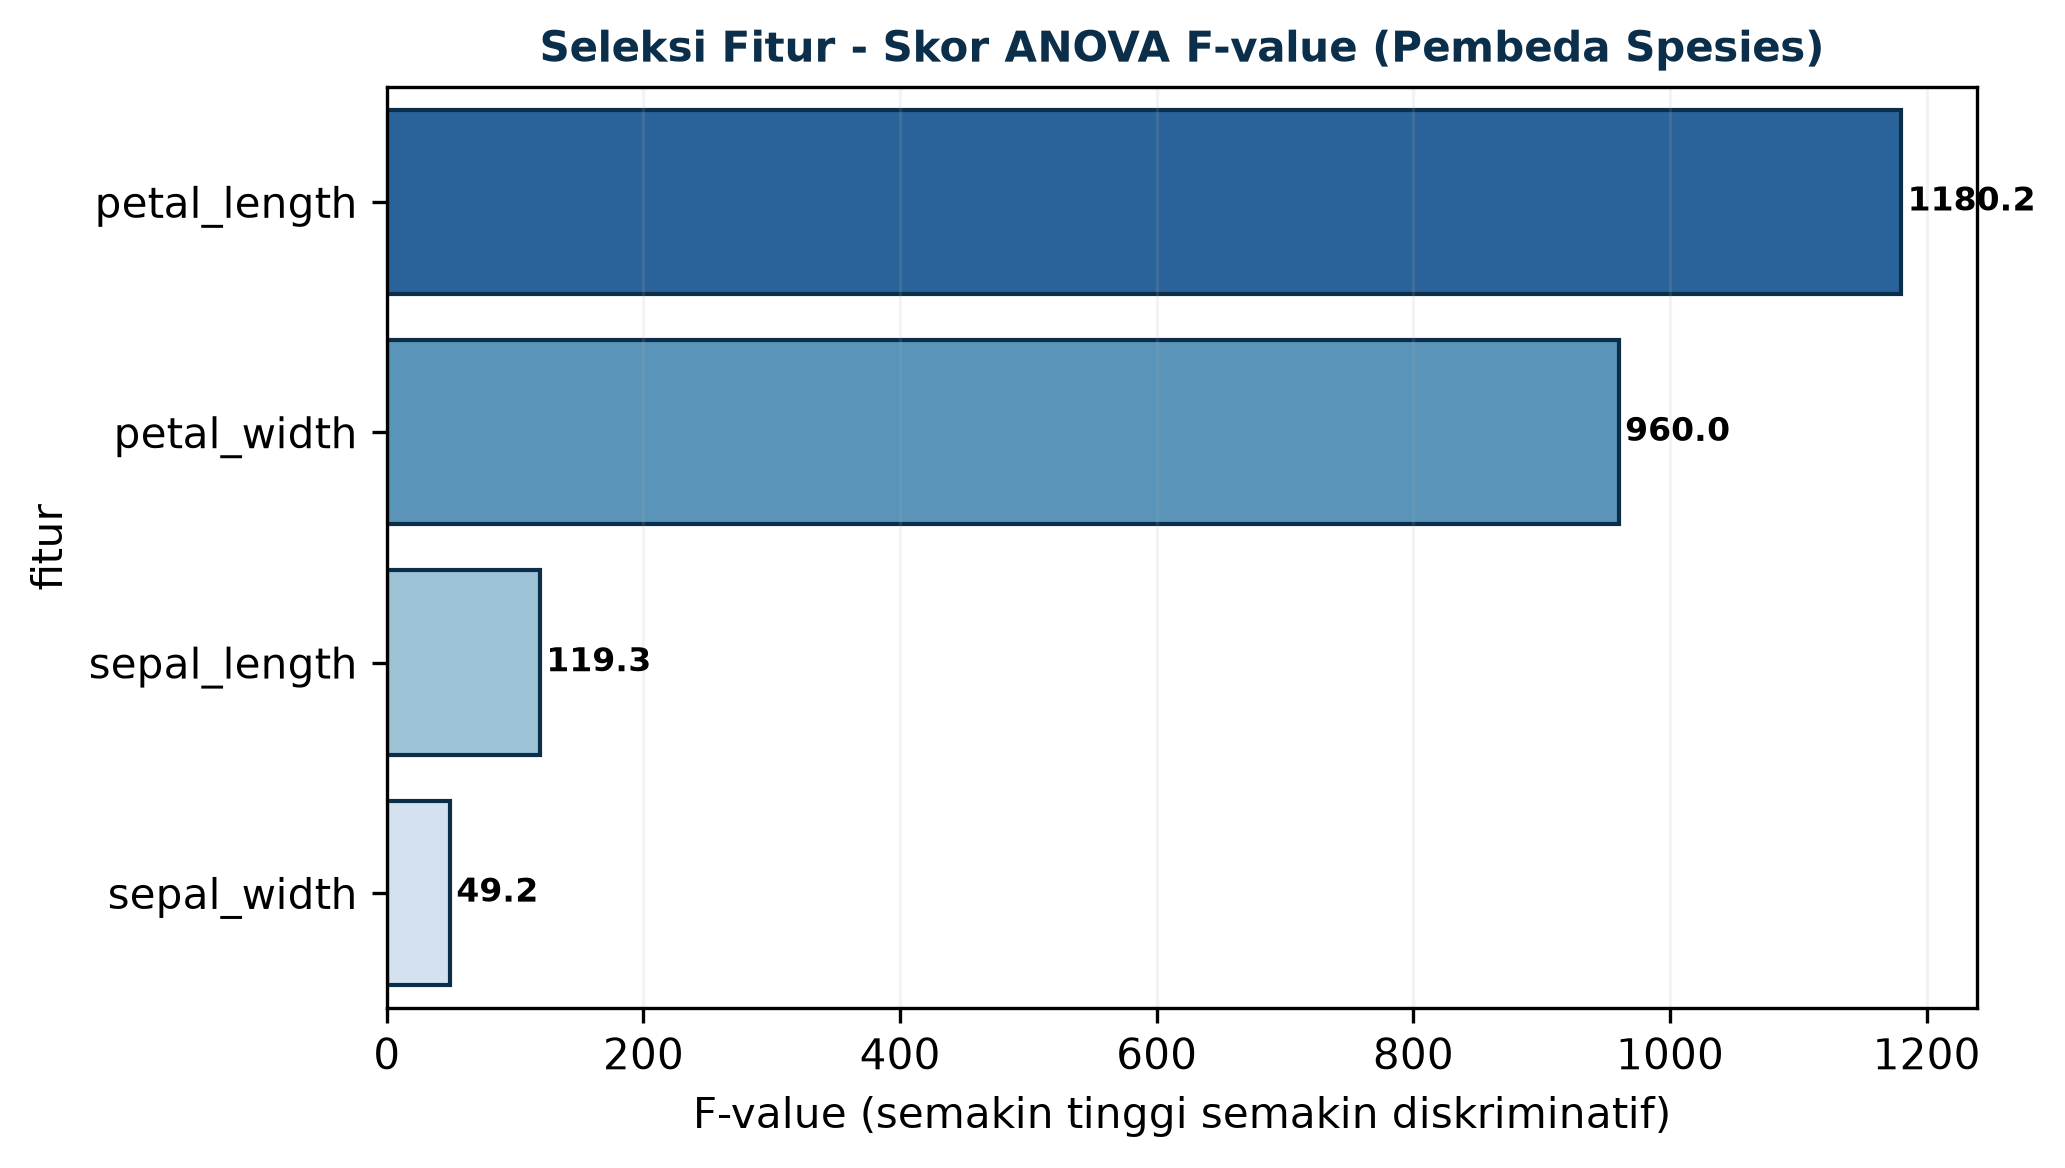 Seleksi Fitur - Skor ANOVA F-value (Pembeda Spesies)
petal_length
1180.2
petal_width
960.0
fitur
sepal_length
119.3
sepal_width
49.2
0 200 400 600 800 1000 1200
F-value (semakin tinggi semakin diskriminatif)